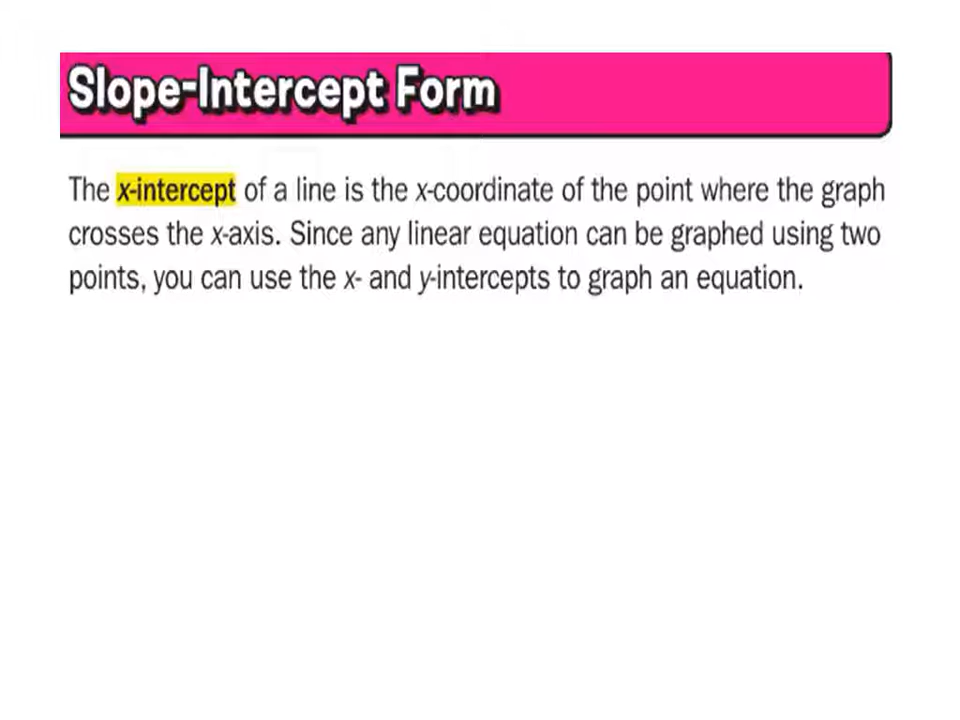 Slope-Intercept Form
The x-intercept of a line is the x-coordinate of the point where the graph
crosses the x-axis. Since any linear equation can be graphed using two
points, you can use the x- and y-intercepts to graph an equation.